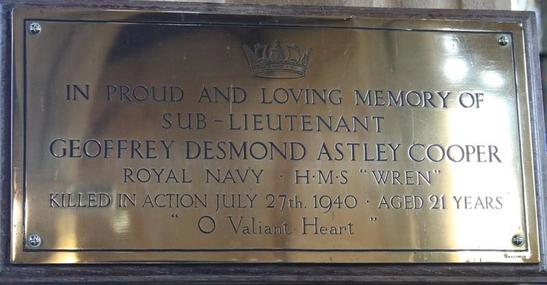 IN PROUD AND LOVING MEMORY OF
SUB-LIEUTENANT
GEOFFREY DESMOND ASTLEY COOPER
ROYAL NAVY · H·M·S "WREN"
KILLED IN ACTION JULY 27th. 1940 · AGED 21 YEARS
"O Valiant Heart"